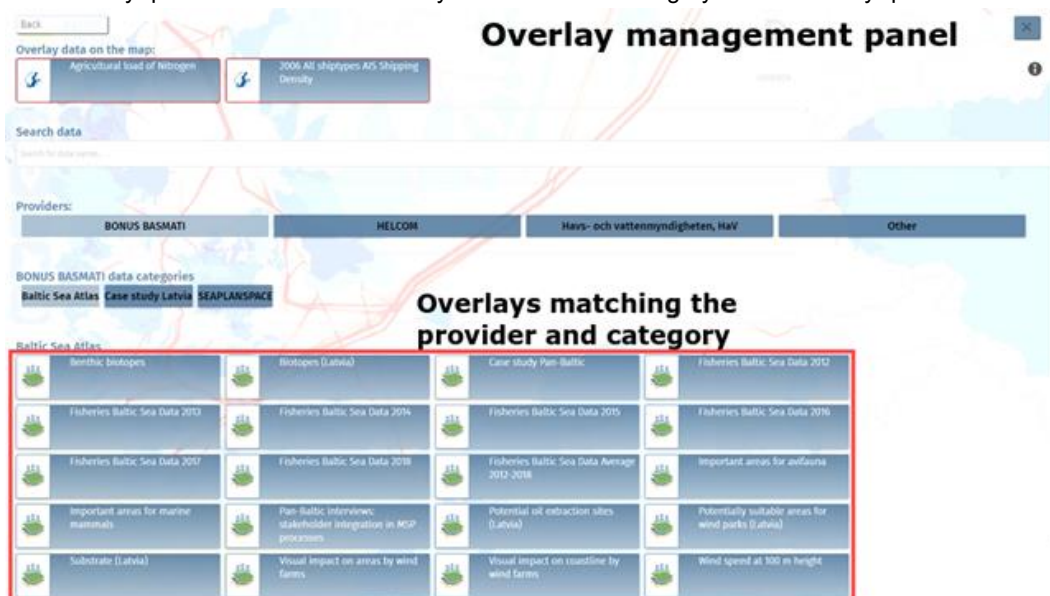 Back
Overlay management panel
Overlay data on the map:
Agricultural load of Nitrogen
2006 All shiptypes AIS Shipping
Density
Search data
Search for data name...
Providers:
BONUS BASMATI
HELCOM
Havs- och vattenmyndigheten, HaV
Other
BONUS BASMATI data categories
Baltic Sea Atlas
Case study Latvia
SEAPLANSPACE
Overlays matching the
provider and category
Baltic Sea Atlas
Benthic biotopes
Biotopes (Latvia)
Case study Pan-Baltic
Fisheries Baltic Sea Data 2012
Fisheries Baltic Sea Data 2013
Fisheries Baltic Sea Data 2014
Fisheries Baltic Sea Data 2015
Fisheries Baltic Sea Data 2016
Fisheries Baltic Sea Data 2017
Fisheries Baltic Sea Data 2018
Fisheries Baltic Sea Data Average
2012-2018
Important areas for avifauna
Important areas for marine
mammals
Pan-Baltic interviews:
stakeholder integration in MSP
processes
Potential oil extraction sites
(Latvia)
Potentially suitable areas for
wind parks (Latvia)
Substrate (Latvia)
Visual impact on areas by wind
farms
Visual impact on coastline by
wind farms
Wind speed at 100 m height